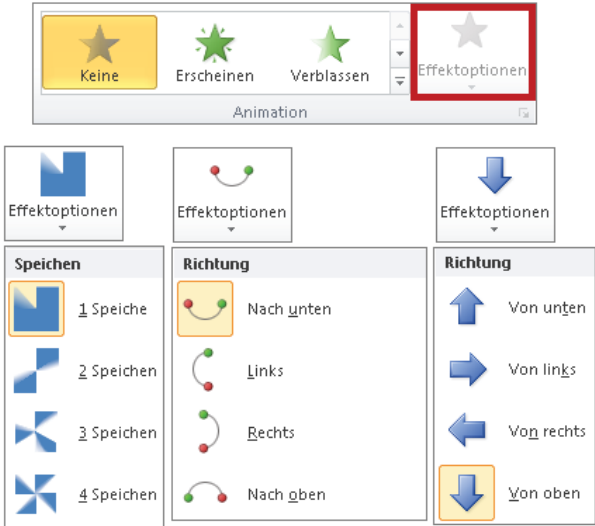 Keine
Erscheinen
Verblassen
Effektoptionen
Animation
Effektoptionen
Speichen
1 Speiche
2 Speichen
3 Speichen
4 Speichen
Effektoptionen
Richtung
Nach unten
Links
Rechts
Nach oben
Effektoptionen
Richtung
Von unten
Von links
Von rechts
Von oben